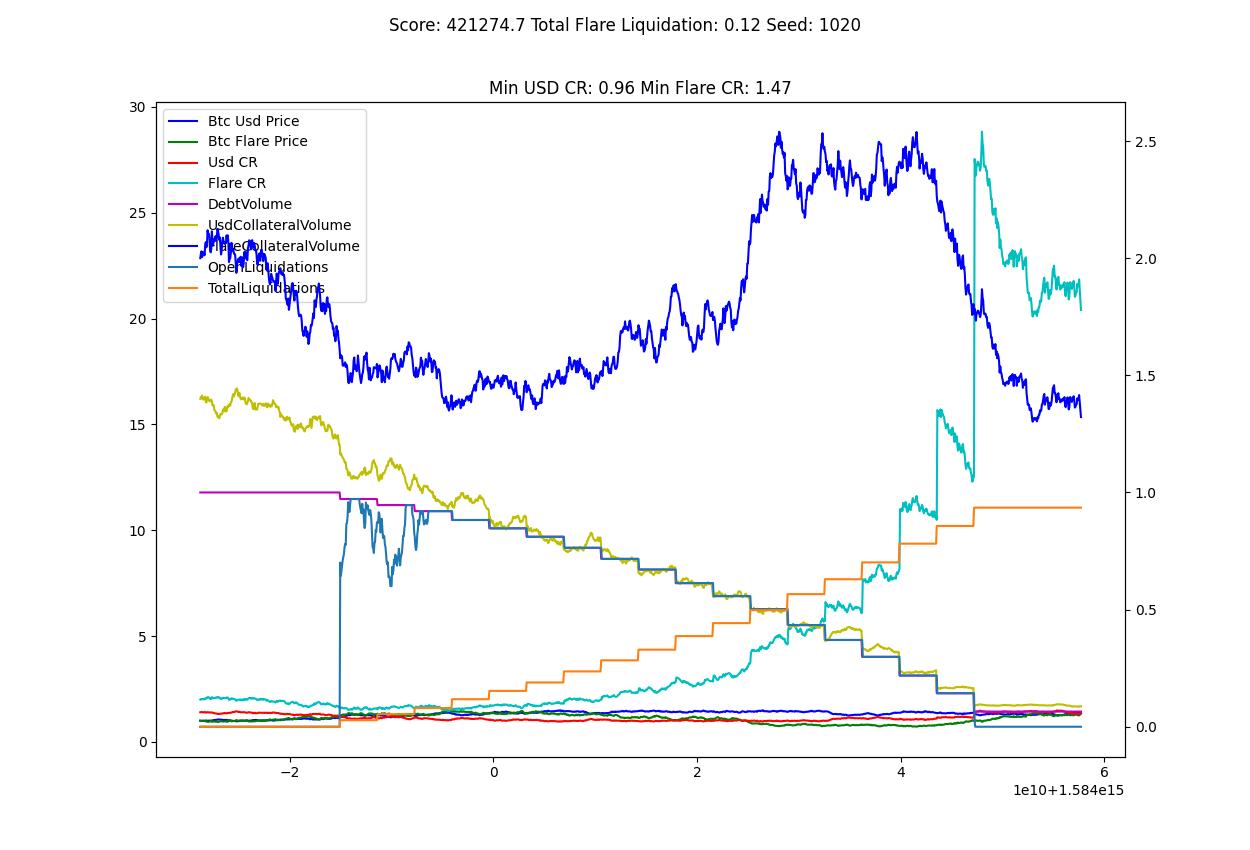 Score: 421274.7 Total Flare Liquidation: 0.12 Seed: 1020
Min USD CR: 0.96 Min Flare CR: 1.47
Btc Usd Price
Btc Flare Price
Usd CR
Flare CR
DebtVolume
UsdCollateralVolume
FlareCollateralVolume
OpenLiquidations
TotalLiquidations
30
25
20
15
10
5
0
2.5
2.0
1.5
1.0
0.5
0.0
−2
0
2
4
6
1e10+1.584e15